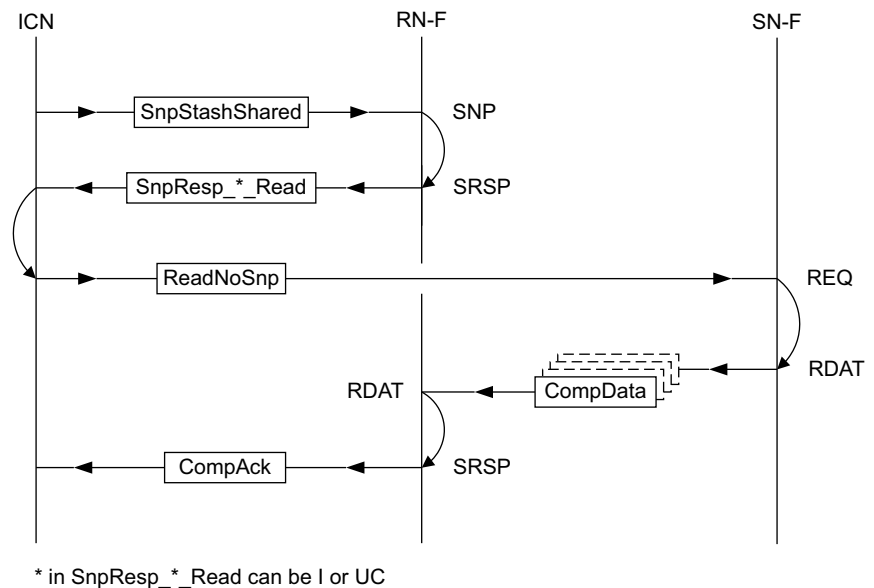 ICN RN-F SN-F
SnpStashShared SNP
SnpResp_*_Read SRSP
ReadNoSnp REQ
RDAT
RDAT CompData
CompAck SRSP
* in SnpResp_*_Read can be I or UC